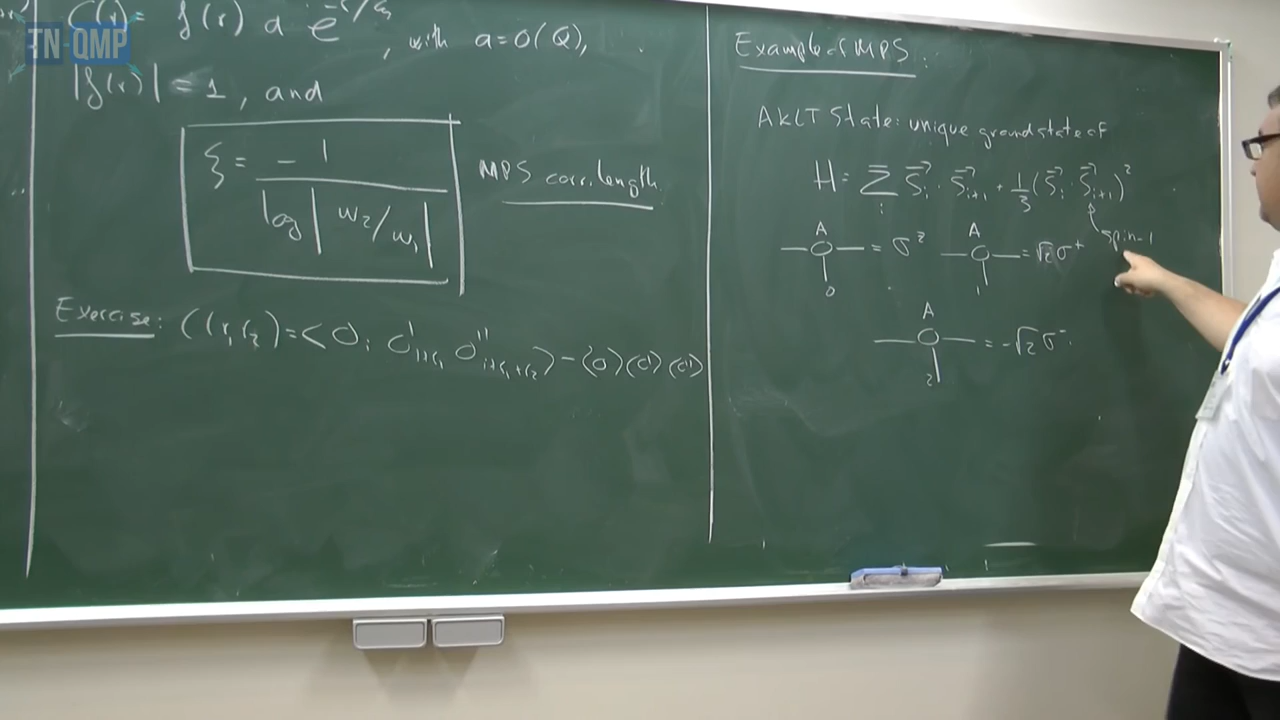 TN-QMP
C(r) = f(r) a e^{-r/ξ}, with a = O(Q),
|f(r)| = 1, and
ξ = -1 / log|w₂/w₁|
MPS corr. length
Exercise: C(r₁r₂) = <O_i O'_{i+r₁} O''_{i+r₁+r₂}> - <O><O'><O''>
Example of MPS:
AKLT State: unique ground state of
H = Σ_i S⃗_i · S⃗_{i+1} + 1/3 (S⃗_i · S⃗_{i+1})²
spin-1
A 0 = σ^z
A 1 = √2 σ⁺
A 2 = -√2 σ⁻